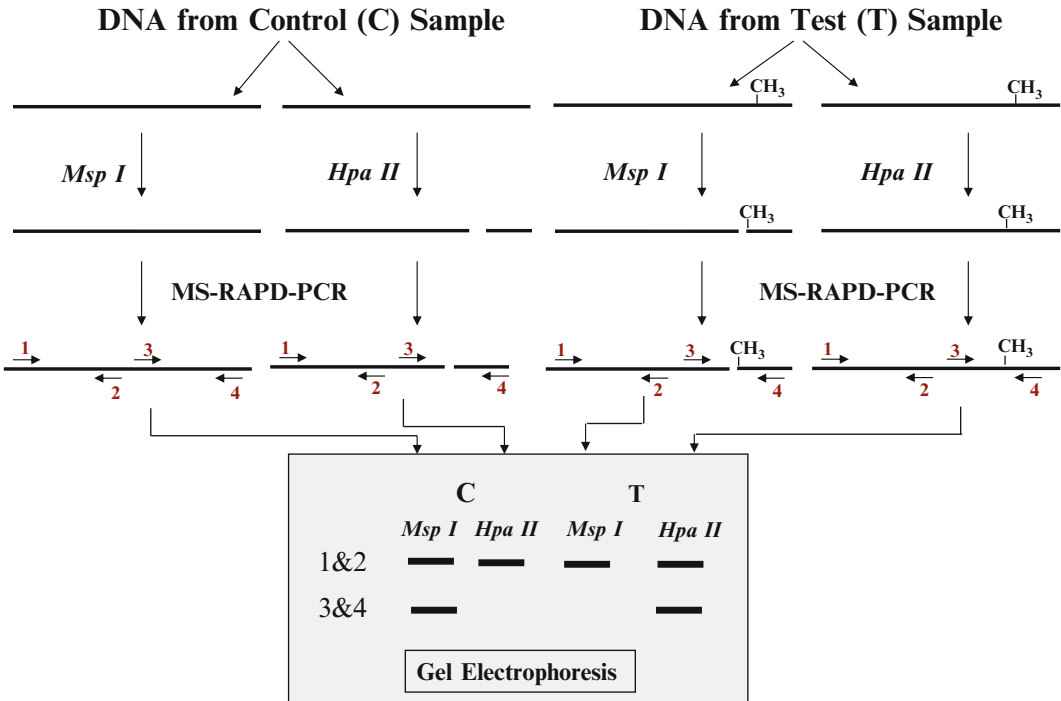 DNA from Control (C) Sample
DNA from Test (T) Sample
CH3
CH3
Msp I
Hpa II
Msp I
Hpa II
CH3
CH3
MS-RAPD-PCR
MS-RAPD-PCR
1
3
2
4
1
3
2
4
1
3
CH3
2
4
1
3
CH3
2
4
C
T
Msp I
Hpa II
Msp I
Hpa II
1&2
3&4
Gel Electrophoresis